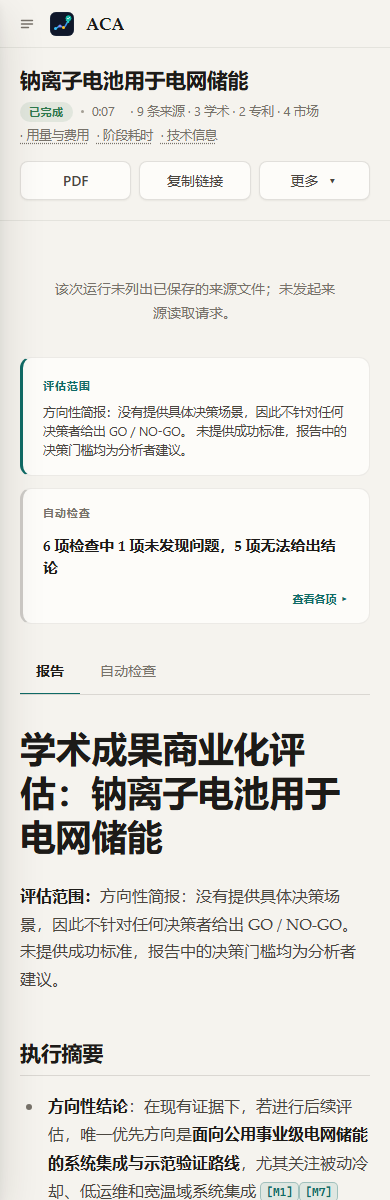 ACA
钠离子电池用于电网储能
已完成 · 0:07 · 9 条来源 · 3 学术 · 2 专利 · 4 市场
· 用量与费用 · 阶段耗时 · 技术信息
PDF 复制链接 更多 ▼
该次运行未列出已保存的来源文件；未发起来
源读取请求。
评估范围
方向性简报：没有提供具体决策场景，因此不针对任何
决策者给出 GO / NO-GO。 未提供成功标准，报告中的
决策门槛均为分析者建议。
自动检查
6 项检查中 1 项未发现问题，5 项无法给出结
论
查看各项 ▸
报告 自动检查
学术成果商业化评
估：钠离子电池用于
电网储能
评估范围：方向性简报：没有提供具体决策场
景，因此不针对任何决策者给出 GO / NO-GO。
未提供成功标准，报告中的决策门槛均为分析者
建议。
执行摘要
• 方向性结论：在现有证据下，若进行后续评
估，唯一优先方向是面向公用事业级电网储能
的系统集成与示范验证路线，尤其关注被动冷
却、低运维和宽温域系统集成 [M1] [M7]